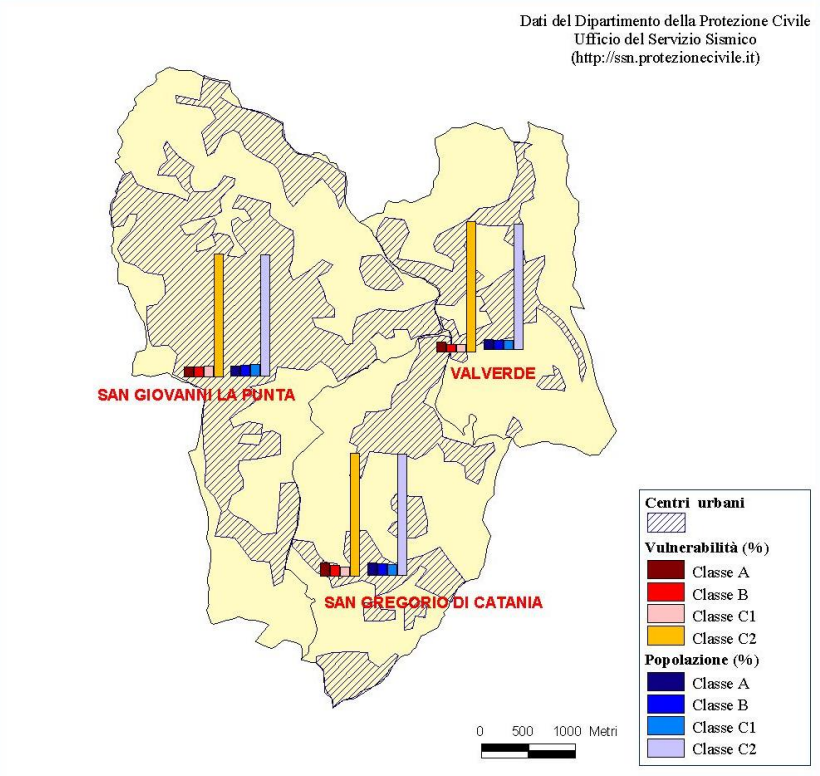 Dati del Dipartimento della Protezione Civile
Ufficio del Servizio Sismico
(http://ssn.protezionecivile.it)
VALVERDE
SAN GIOVANNI LA PUNTA
SAN GREGORIO DI CATANIA
Centri urbani
Vulnerabilità (%)
Classe A
Classe B
Classe C1
Classe C2
Popolazione (%)
Classe A
Classe B
Classe C1
Classe C2
0 500 1000 Metri